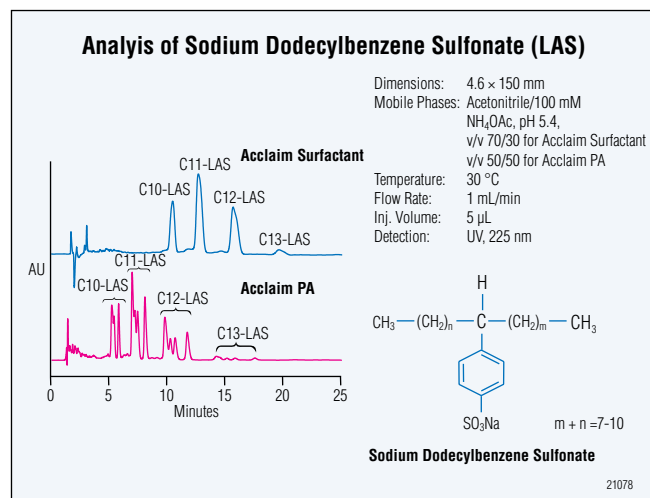 Analyis of Sodium Dodecylbenzene Sulfonate (LAS)
Dimensions: 4.6 × 150 mm
Mobile Phases: Acetonitrile/100 mM
NH₄OAc, pH 5.4,
v/v 70/30 for Acclaim Surfactant
v/v 50/50 for Acclaim PA
Temperature: 30 °C
Flow Rate: 1 mL/min
Inj. Volume: 5 µL
Detection: UV, 225 nm
Acclaim Surfactant
C11-LAS
C10-LAS
C12-LAS
C13-LAS
AU
C11-LAS
C10-LAS
Acclaim PA
C12-LAS
C13-LAS
0 5 10 15 20 25
Minutes
H
CH₃—(CH₂)ₙ—C—(CH₂)ₘ—CH₃
SO₃Na
m + n =7-10
Sodium Dodecylbenzene Sulfonate
21078